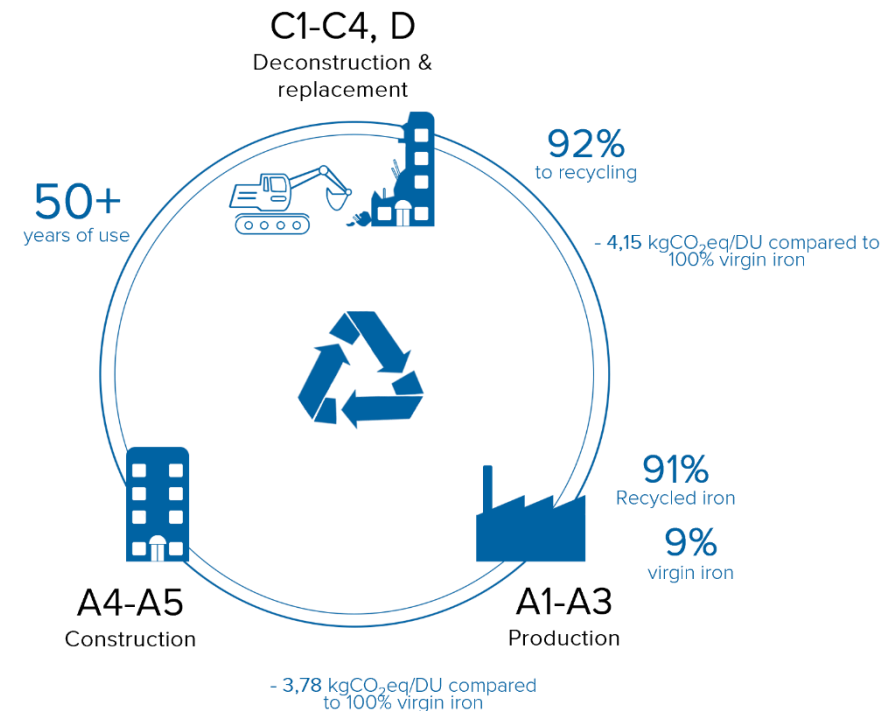 C1-C4, D
Deconstruction &
replacement
92%
to recycling
50+
years of use
- 4,15 kgCO₂eq/DU compared to
100% virgin iron
91%
Recycled iron
9%
virgin iron
A4-A5
Construction
A1-A3
Production
- 3,78 kgCO₂eq/DU compared
to 100% virgin iron